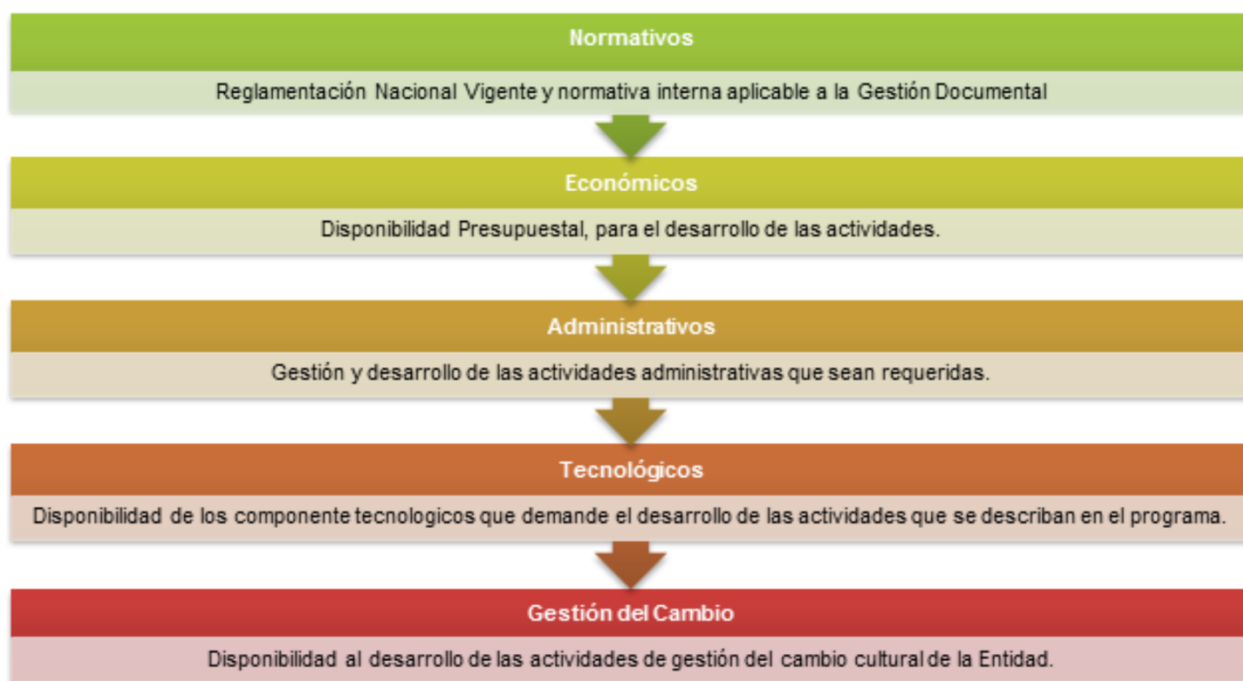 Normativos
Reglamentación Nacional Vigente y normativa interna aplicable a la Gestión Documental
Económicos
Disponibilidad Presupuestal, para el desarrollo de las actividades.
Administrativos
Gestión y desarrollo de las actividades administrativas que sean requeridas.
Tecnológicos
Disponibilidad de los componente tecnologicos que demande el desarrollo de las actividades que se describan en el programa.
Gestión del Cambio
Disponibilidad al desarrollo de las actividades de gestión del cambio cultural de la Entidad.